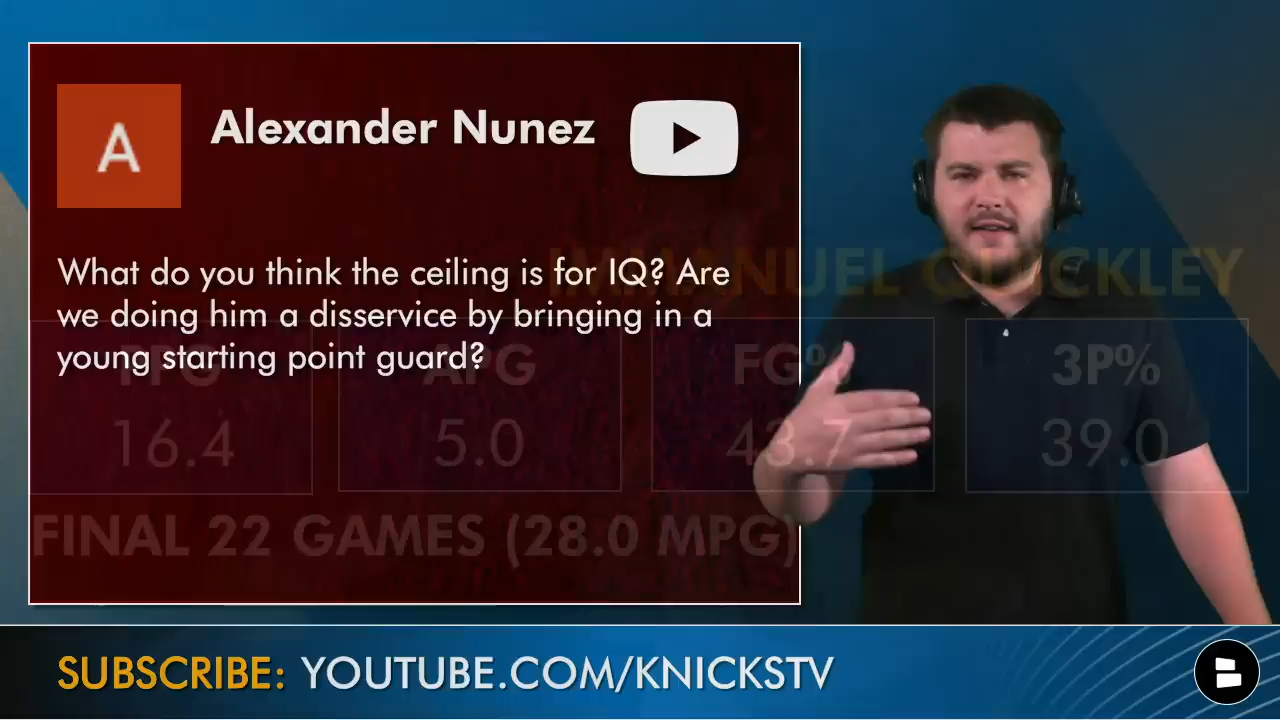 A
Alexander Nunez
What do you think the ceiling is for IQ? Are
we doing him a disservice by bringing in a
young starting point guard?
IMMANUEL QUICKLEY
PPG APG FG% 3P%
16.4 5.0 43.7 39.0
FINAL 22 GAMES (28.0 MPG)
SUBSCRIBE: YOUTUBE.COM/KNICKSTV